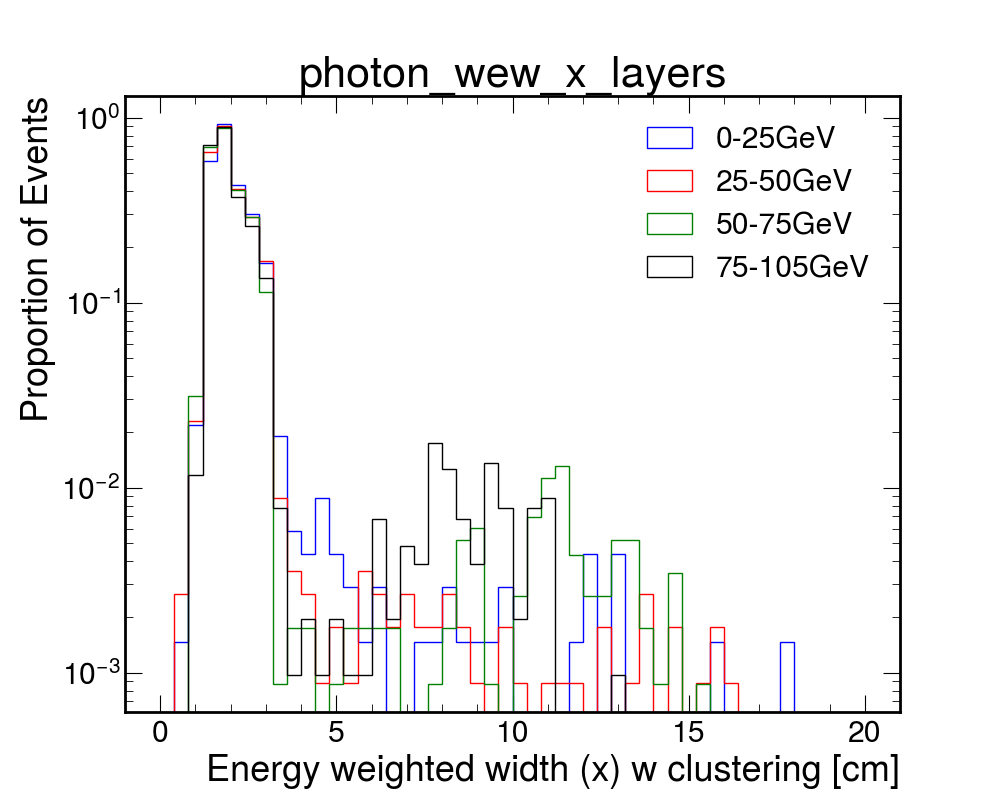 photon_wew_x_layers
Proportion of Events
10⁰
10⁻¹
10⁻²
10⁻³
0-25GeV
25-50GeV
50-75GeV
75-105GeV
0 5 10 15 20
Energy weighted width (x) w clustering [cm]